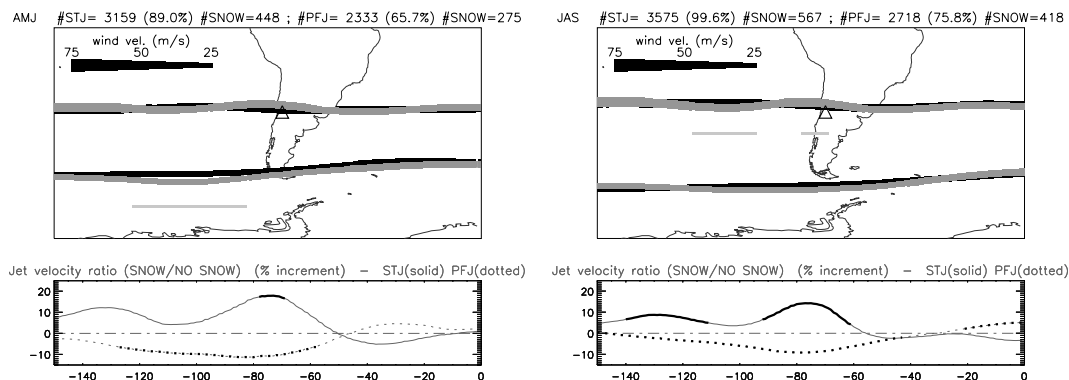 AMJ #STJ= 3159 (89.0%) #SNOW=448 ; #PFJ= 2333 (65.7%) #SNOW=275
wind vel. (m/s)
75 50 25
Jet velocity ratio (SNOW/NO SNOW) (% increment) – STJ(solid) PFJ(dotted)
20
10
0
−10
−140 −120 −100 −80 −60 −40 −20 0
JAS #STJ= 3575 (99.6%) #SNOW=567 ; #PFJ= 2718 (75.8%) #SNOW=418
wind vel. (m/s)
75 50 25
Jet velocity ratio (SNOW/NO SNOW) (% increment) – STJ(solid) PFJ(dotted)
20
10
0
−10
−140 −120 −100 −80 −60 −40 −20 0